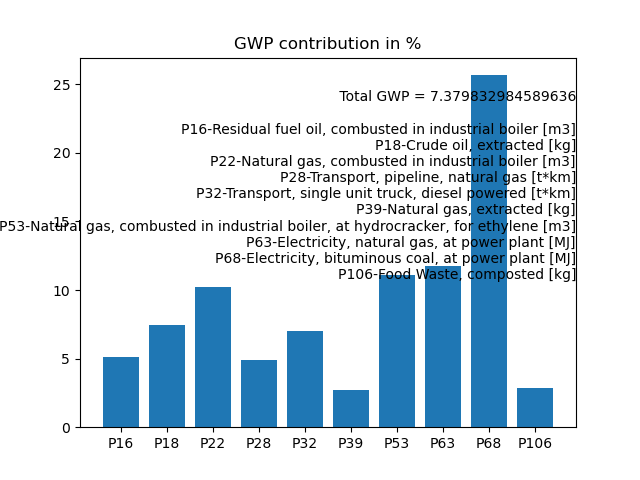 GWP contribution in %
25
Total GWP = 7.379832984589636
P16-Residual fuel oil, combusted in industrial boiler [m3]
P18-Crude oil, extracted [kg]
20
P22-Natural gas, combusted in industrial boiler [m3]
P28-Transport, pipeline, natural gas [t*km]
P32-Transport, single unit truck, diesel powered [t*km]
P39-Natural gas, extracted [kg]
15
P53-Natural gas, combusted in industrial boiler, at hydrocracker, for ethylene [m3]
P63-Electricity, natural gas, at power plant [MJ]
P68-Electricity, bituminous coal, at power plant [MJ]
P106-Food Waste, composted [kg]
10
5
0
P16 P18 P22 P28 P32 P39 P53 P63 P68 P106